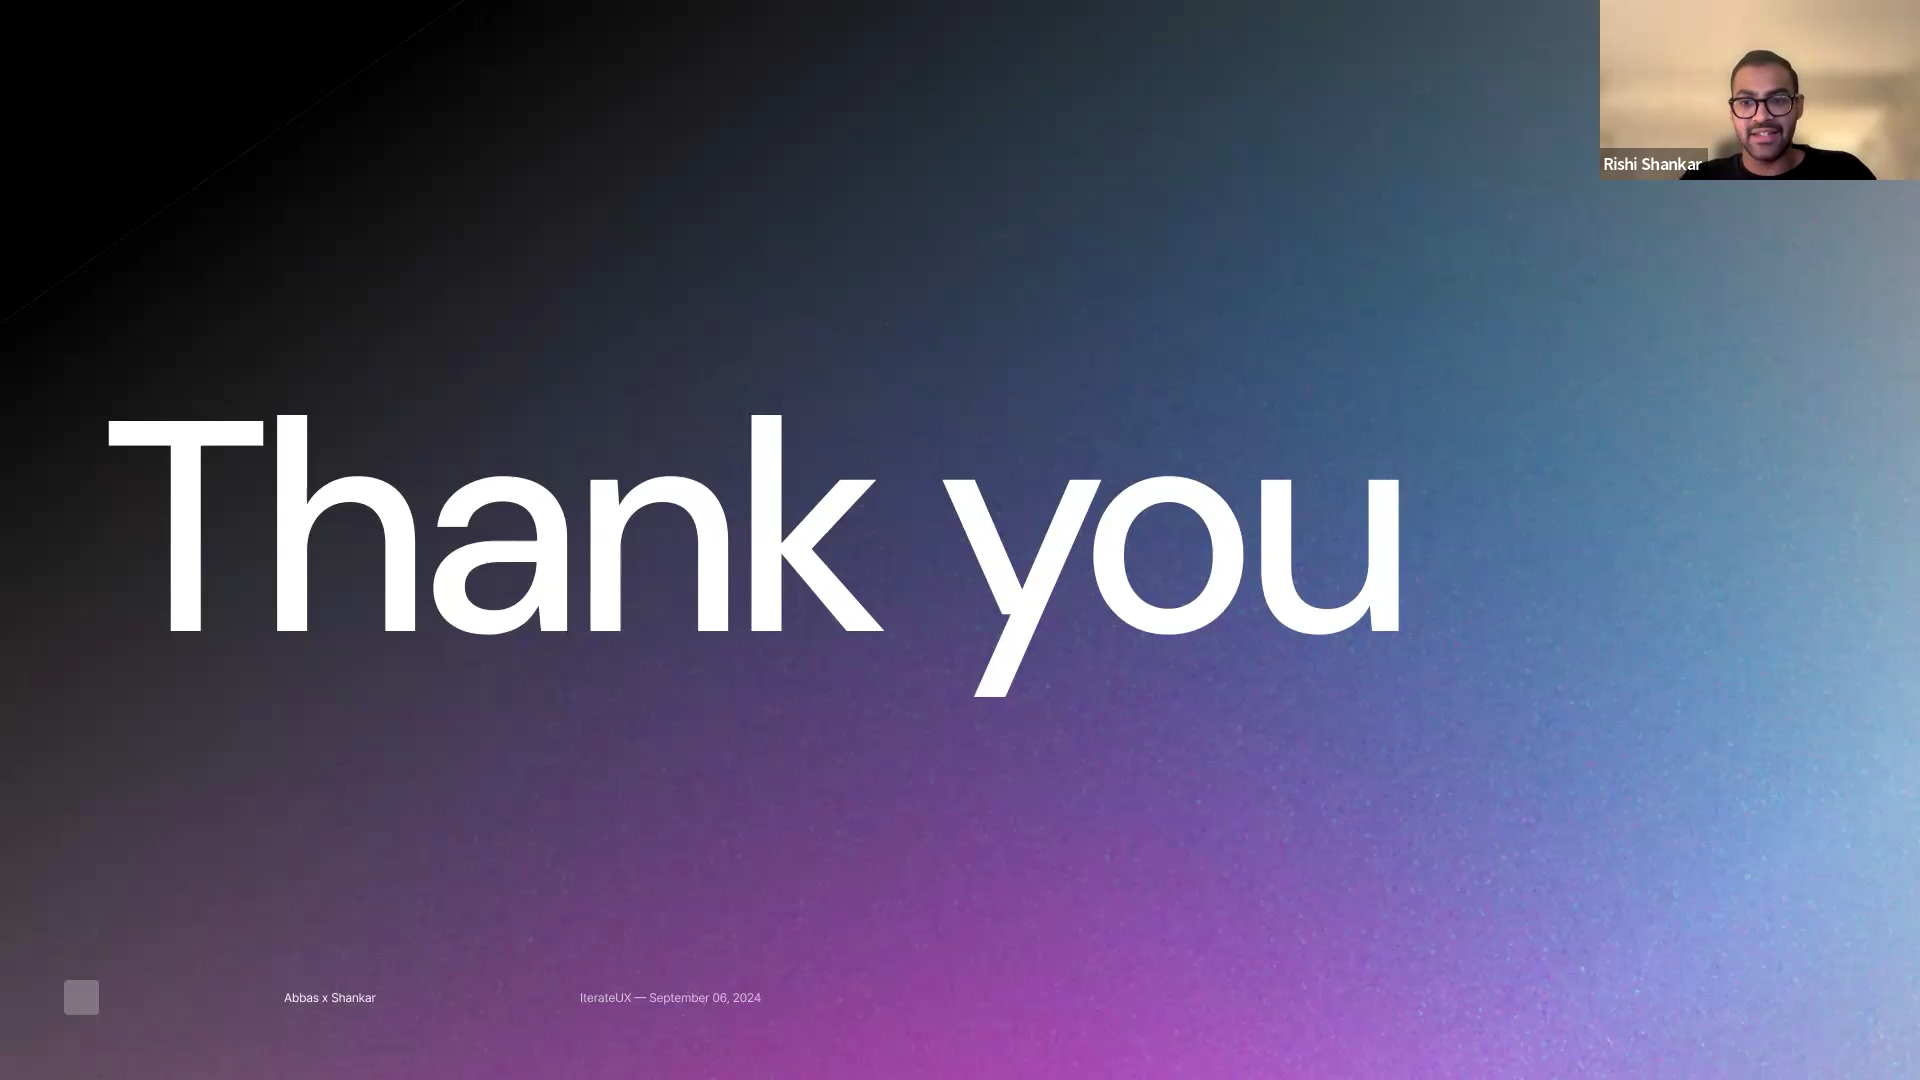 Rishi Shankar
Thank you
Abbas x Shankar
IterateUX — September 06, 2024